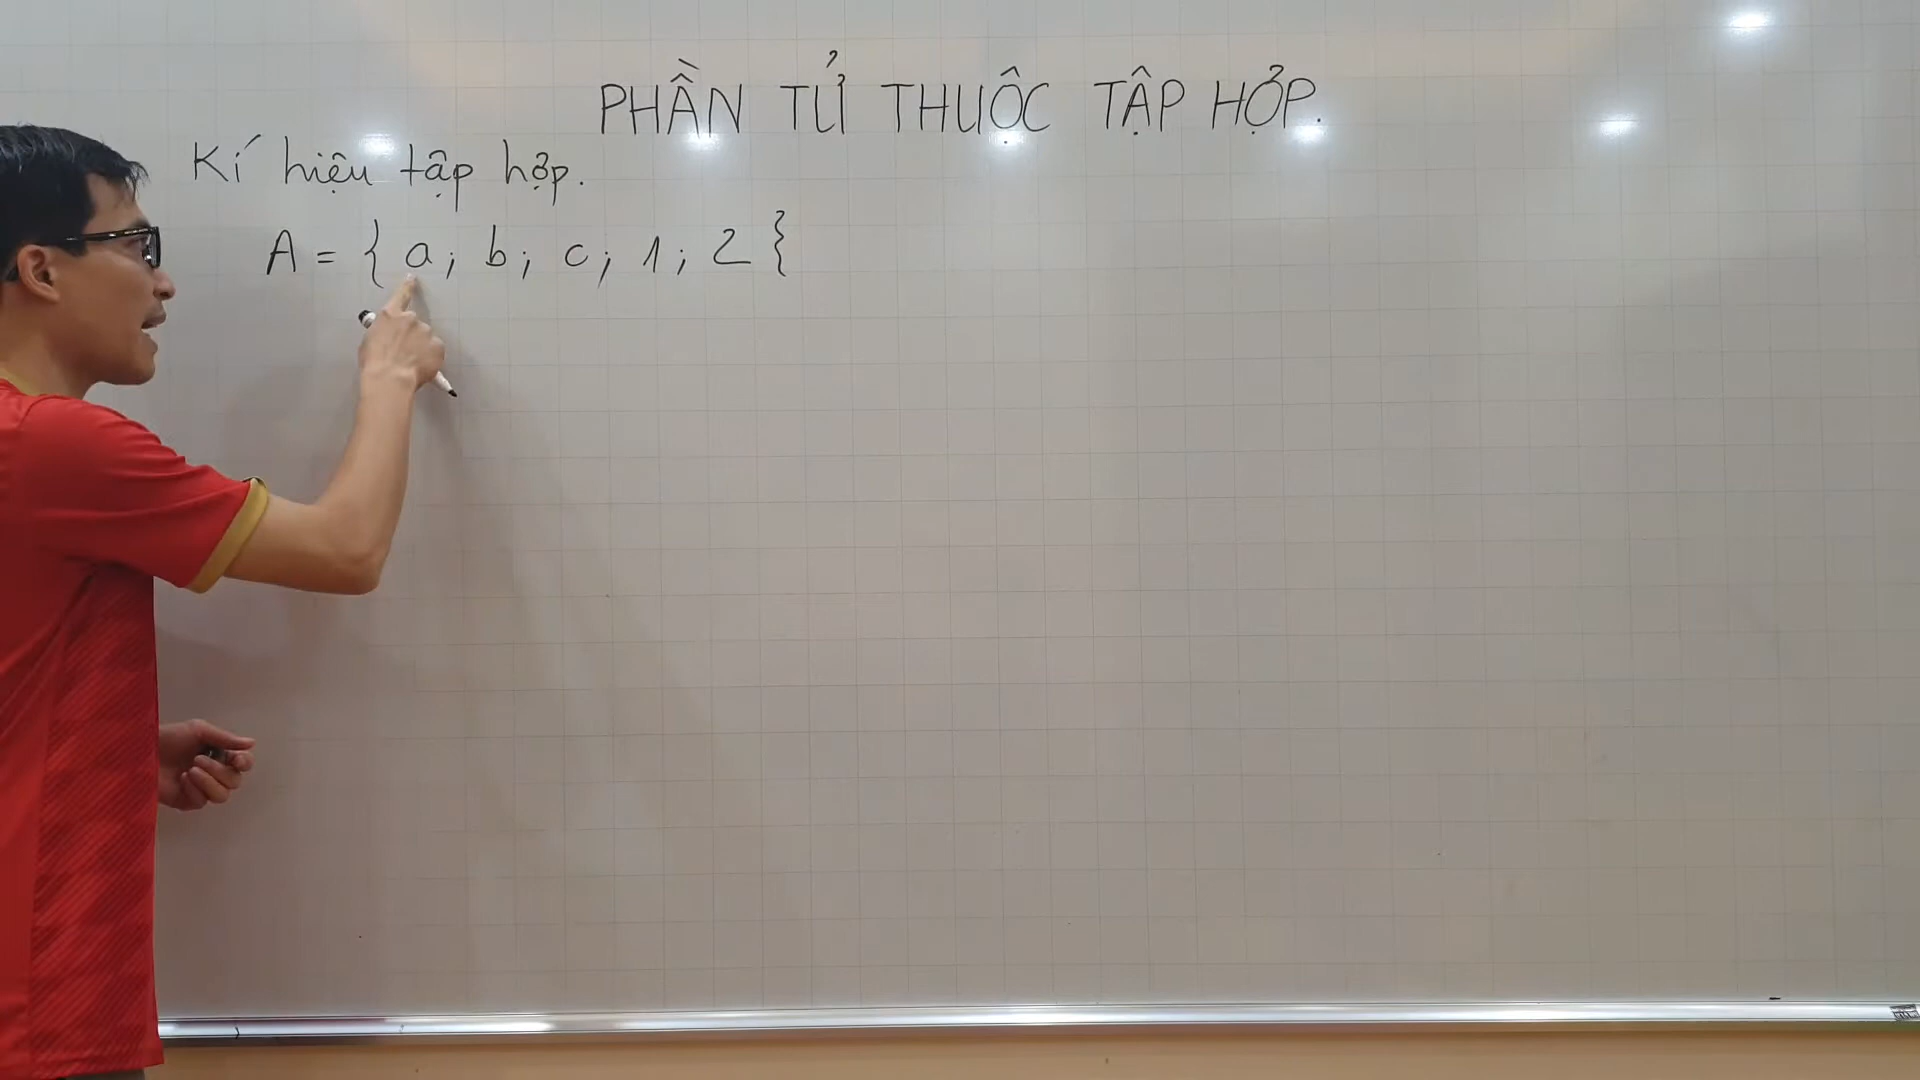 PHẦN TỬ THUỘC TẬP HỢP.
Kí hiệu tập hợp.
A = { a; b; c; 1; 2 }